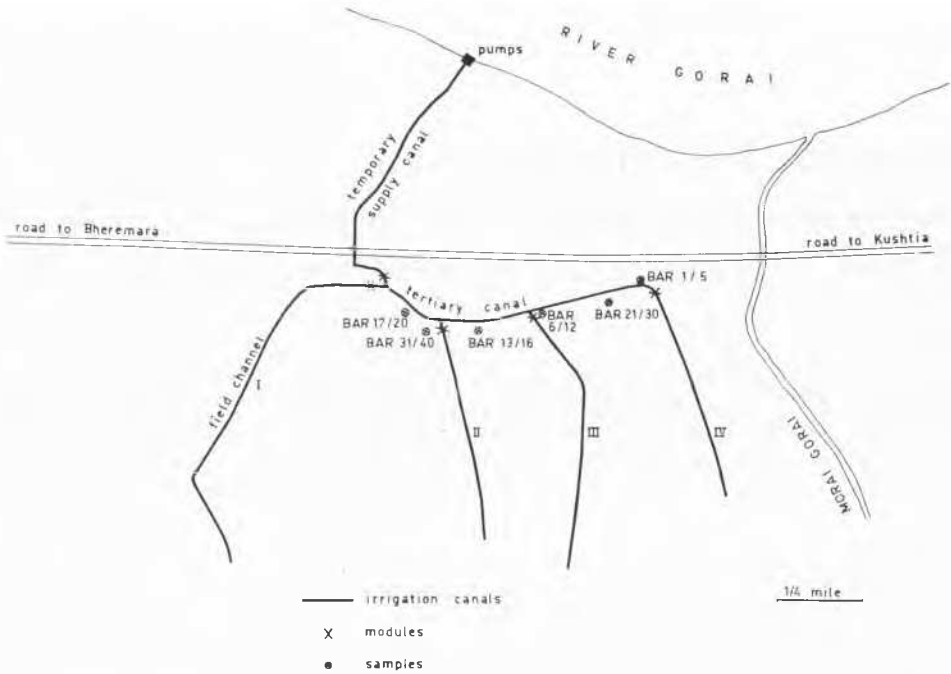 pumps
RIVER GORAI
temporary
supply canal
road to Bheremara
road to Kushtia
BAR 1/5
tertiary canal
BAR 17/20
BAR
6/12
BAR 21/30
BAR 31/40
BAR 13/16
field channel
I
II
III
IV
MORAI GORAI
irrigation canals
1/4 mile
modules
samples